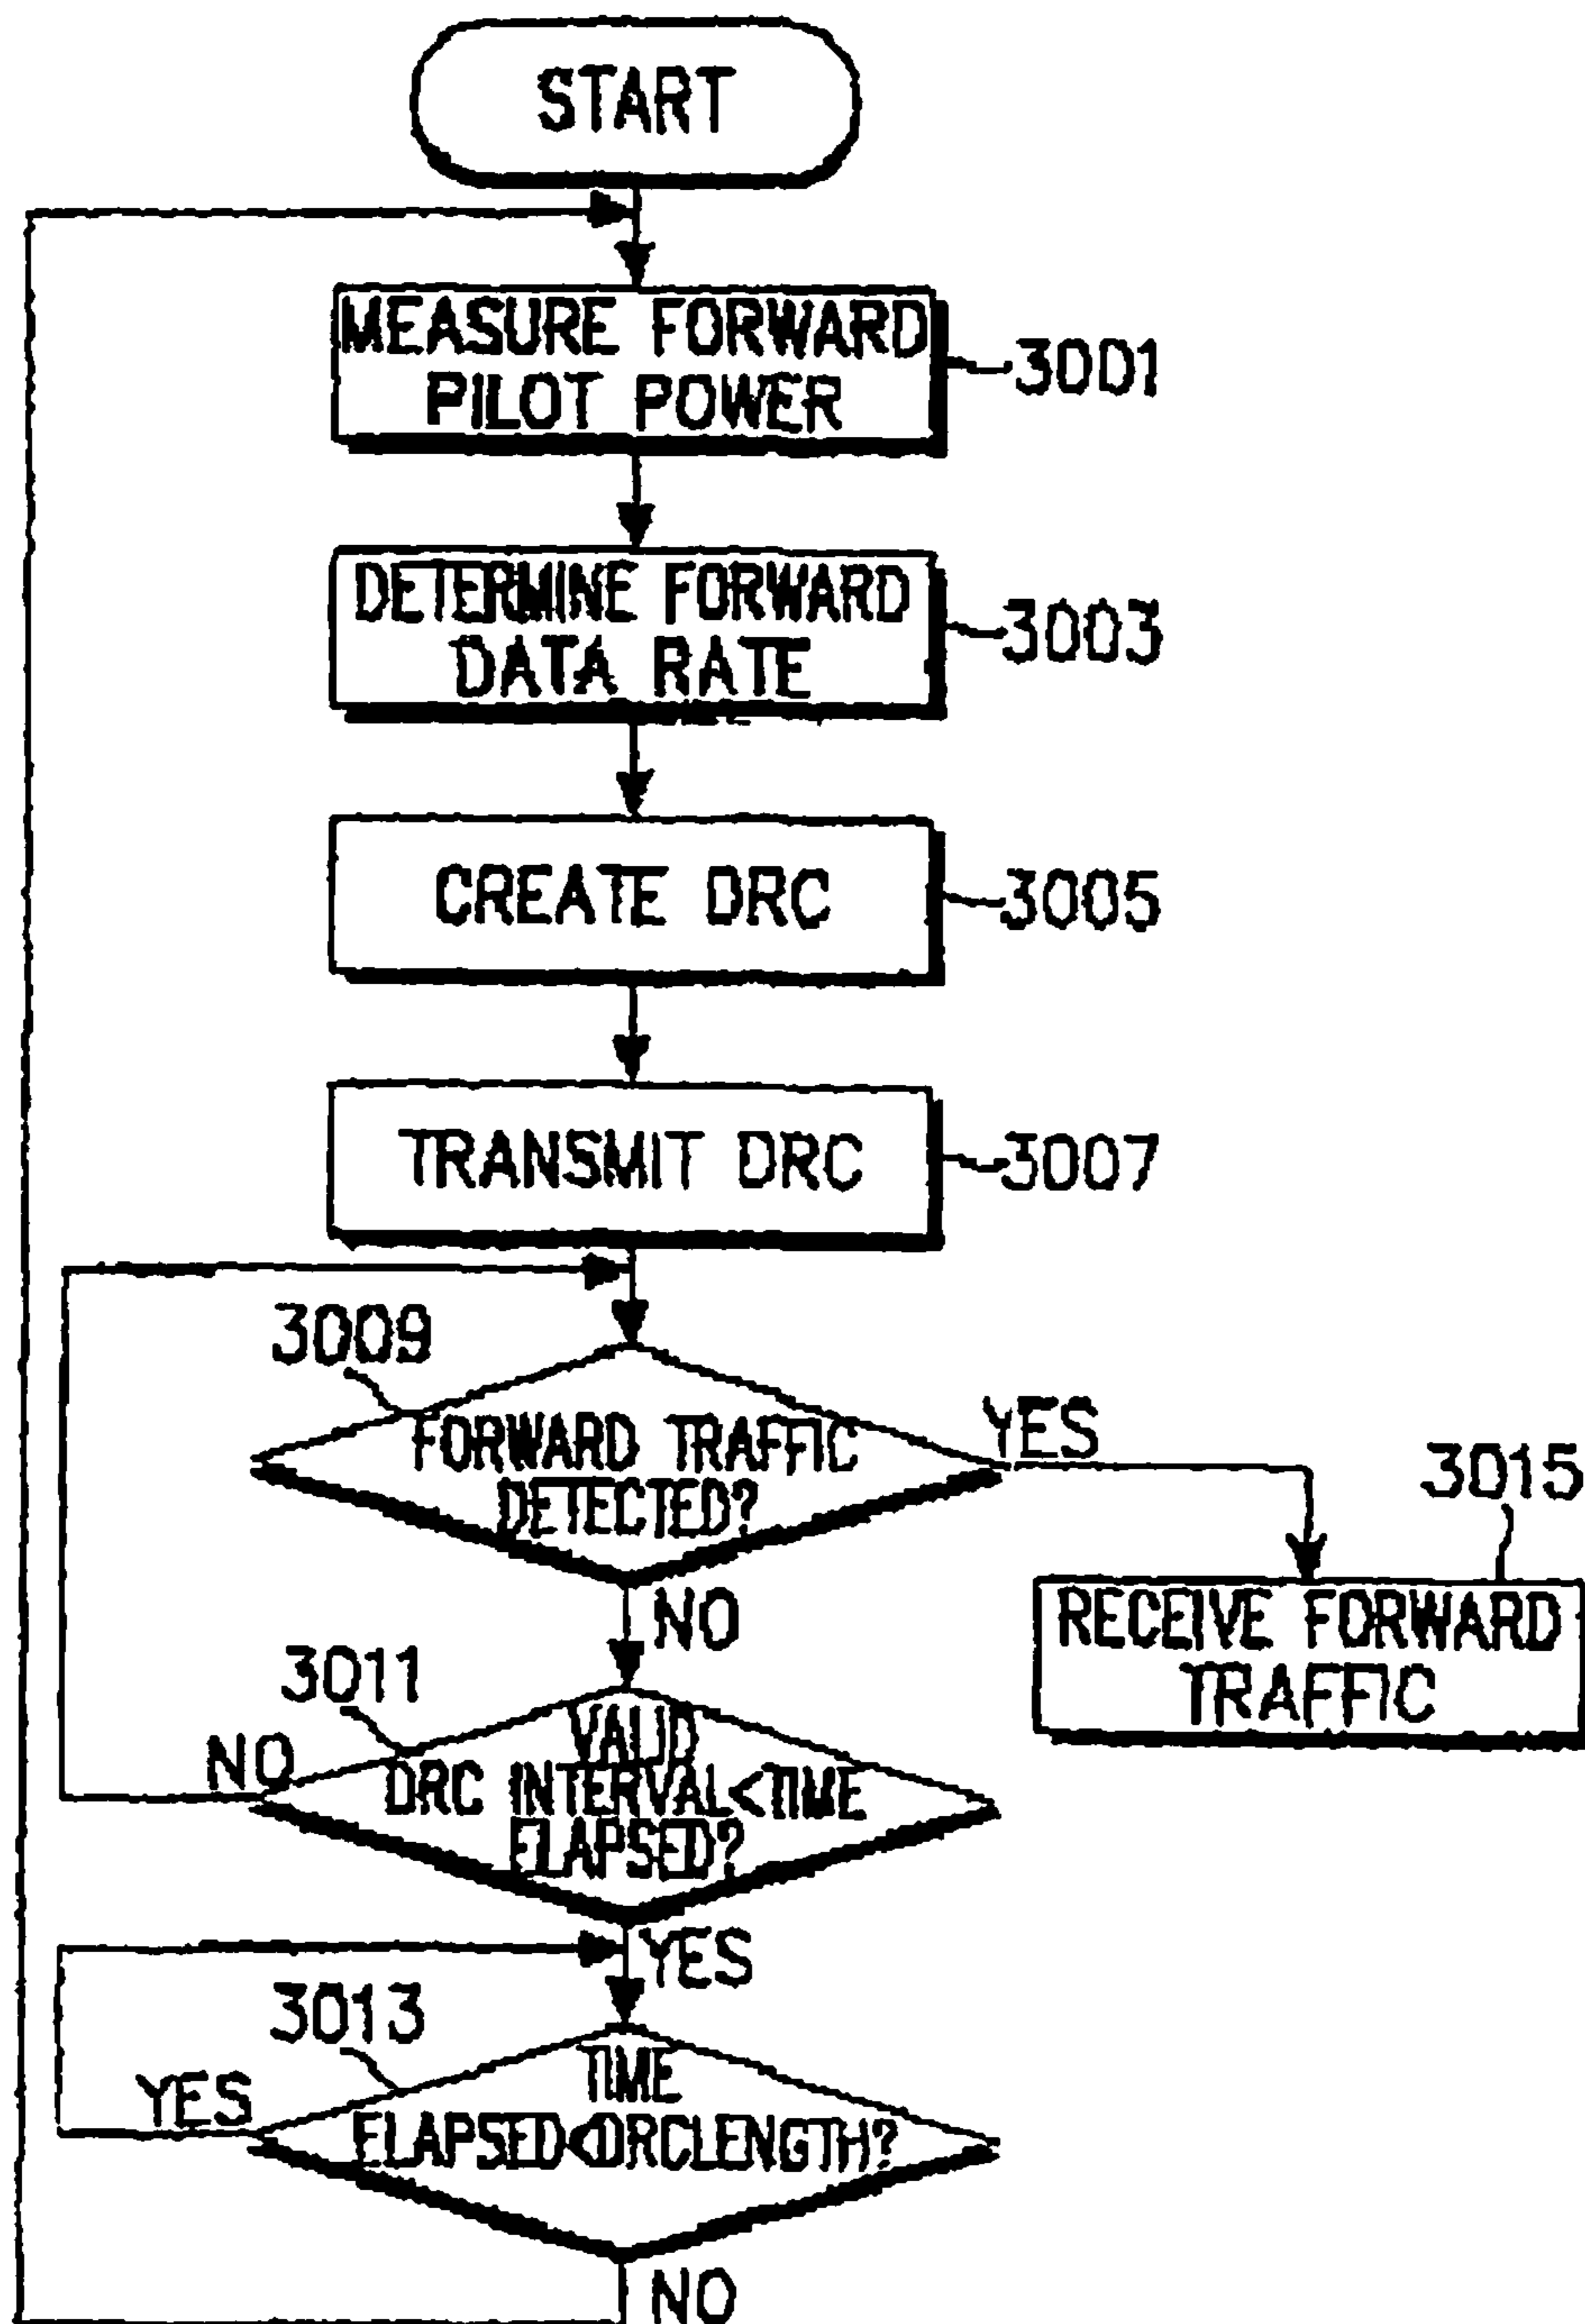 START
MEASURE FORWARD
PILOT POWER
3001
DETERMINE FORWARD
DATA RATE
3003
CREATE DRC
3005
TRANSMIT DRC
3007
3009
FORWARD TRAFFIC
DETECTED?
YES
3015
RECEIVE FORWARD
TRAFFIC
NO
3011
VALID
DRC INTERVAL<TIME
ELAPSED?
NO
YES
3013
TIME
ELAPSED<DRCLENGTH?
YES
NO